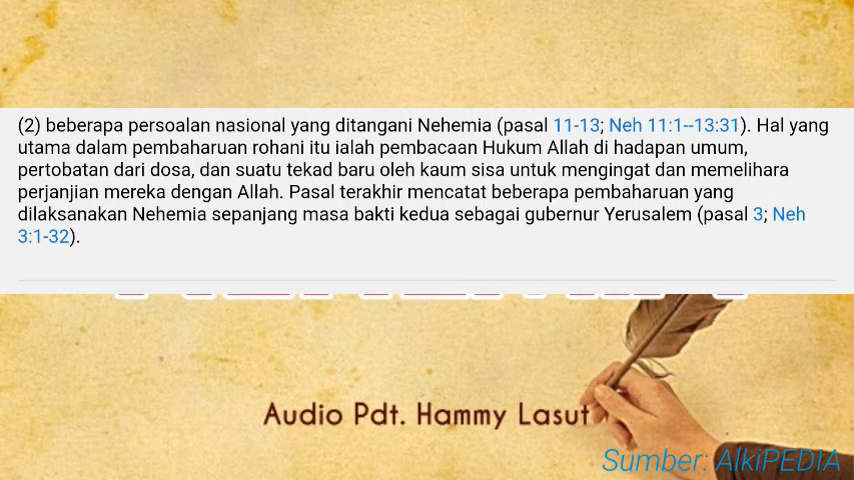 (2) beberapa persoalan nasional yang ditangani Nehemia (pasal 11-13; Neh 11:1--13:31). Hal yang
utama dalam pembaharuan rohani itu ialah pembacaan Hukum Allah di hadapan umum,
pertobatan dari dosa, dan suatu tekad baru oleh kaum sisa untuk mengingat dan memelihara
perjanjian mereka dengan Allah. Pasal terakhir mencatat beberapa pembaharuan yang
dilaksanakan Nehemia sepanjang masa bakti kedua sebagai gubernur Yerusalem (pasal 3; Neh
3:1-32).
Audio Pdt. Hammy Lasut
Sumber: AlkiPEDIA